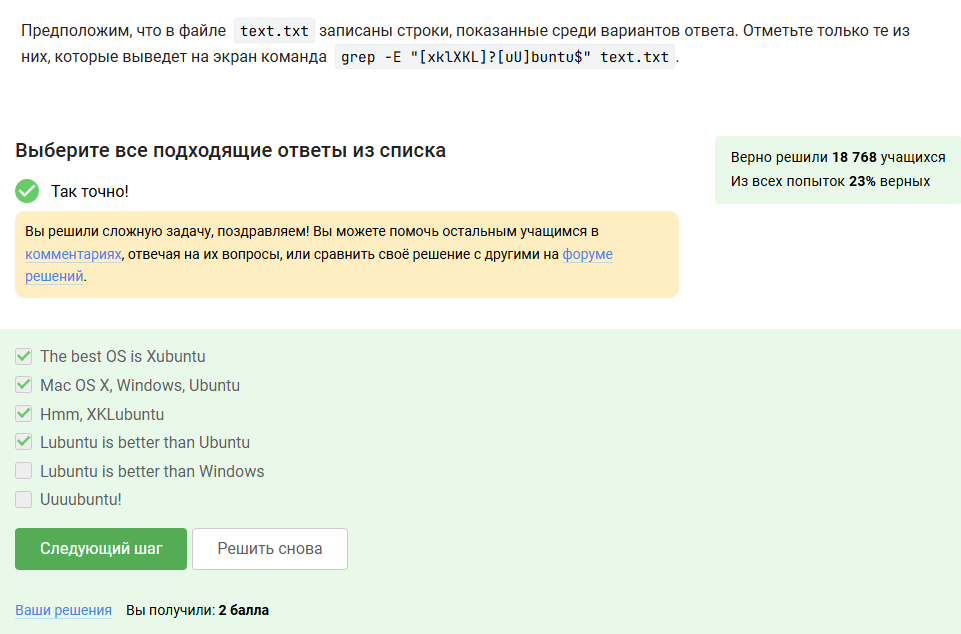 Предположим, что в файле text.txt записаны строки, показанные среди вариантов ответа. Отметьте только те из
них, которые выведет на экран команда grep -E "[xklXKL]?[uU]buntu$" text.txt.
Выберите все подходящие ответы из списка
Верно решили 18 768 учащихся
Из всех попыток 23% верных
Так точно!
Вы решили сложную задачу, поздравляем! Вы можете помочь остальным учащимся в
комментариях, отвечая на их вопросы, или сравнить своё решение с другими на форуме
решений.
The best OS is Xubuntu
Mac OS X, Windows, Ubuntu
Hmm, XKLubuntu
Lubuntu is better than Ubuntu
Lubuntu is better than Windows
Uuuubuntu!
Следующий шаг
Решить снова
Ваши решения Вы получили: 2 балла